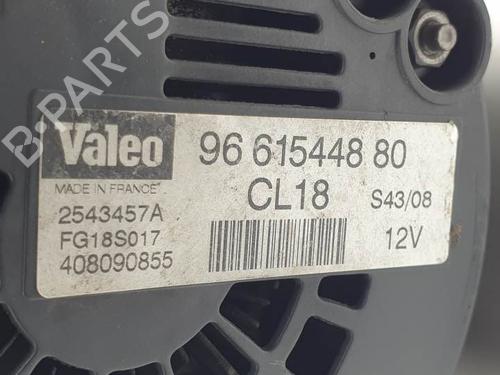 B-PARTS
Valeo
MADE IN FRANCE
2543457A
FG18S017
408090855
96 615448 80
CL18
S43/08
12V